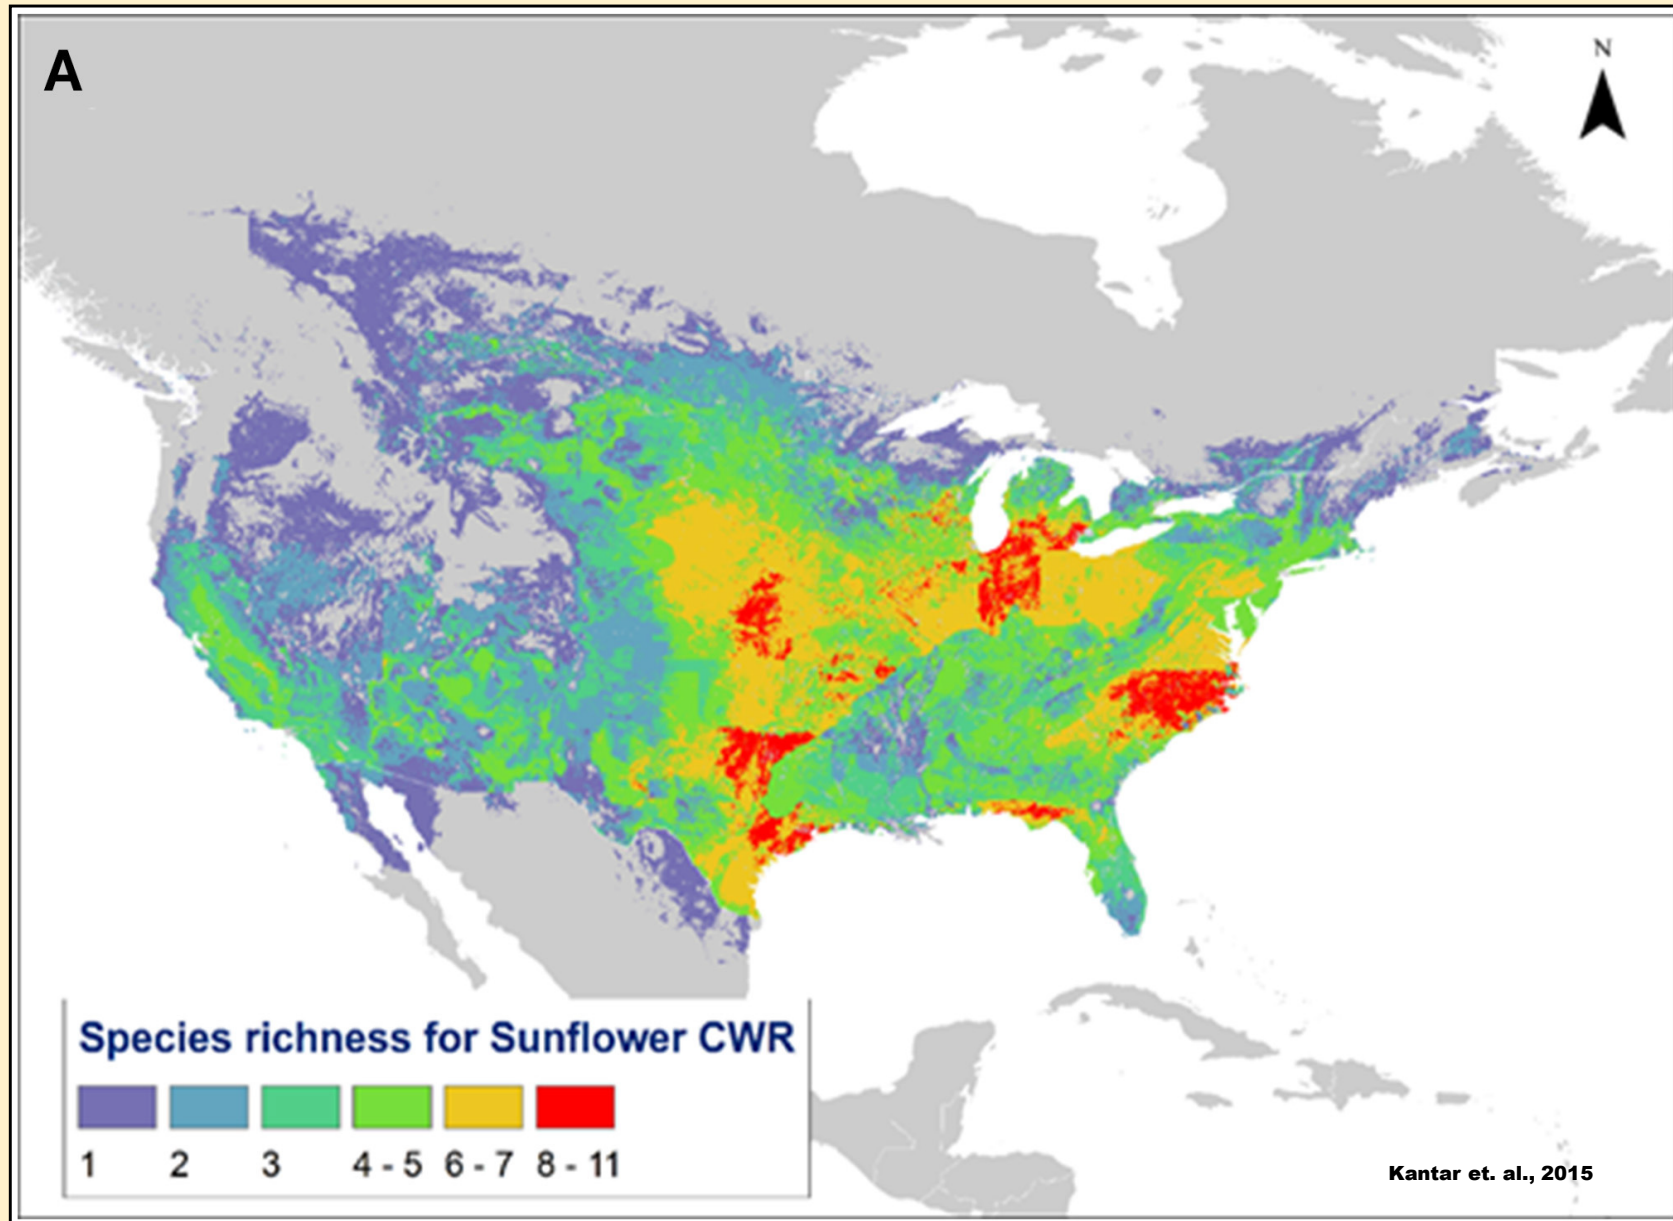 A
N
Species richness for Sunflower CWR
1 2 3 4 - 5 6 - 7 8 - 11
Kantar et. al., 2015